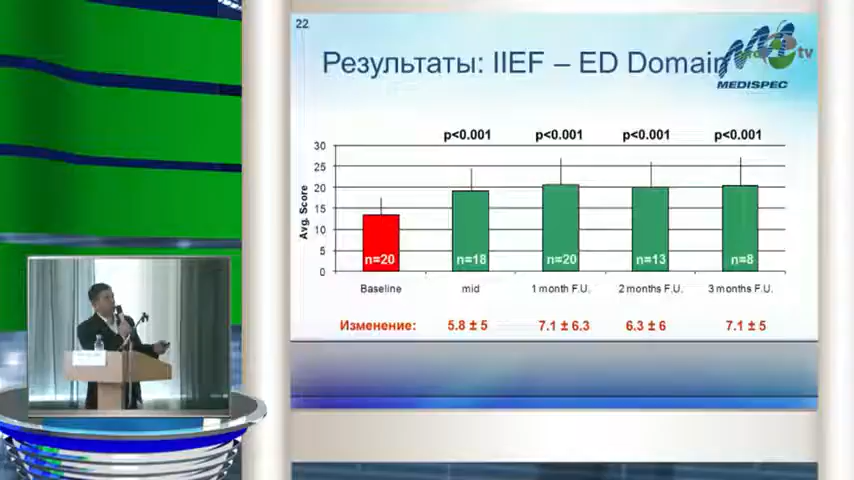 22
Результаты: IIEF – ED Domain
tv
MEDISPEC
p<0.001 p<0.001 p<0.001 p<0.001
30
25
20
15
10
5
0
Avg. Score
n=20 n=18 n=20 n=13 n=8
Baseline mid 1 month F.U. 2 months F.U. 3 months F.U.
Изменение: 5.8 ± 5 7.1 ± 6.3 6.3 ± 6 7.1 ± 5